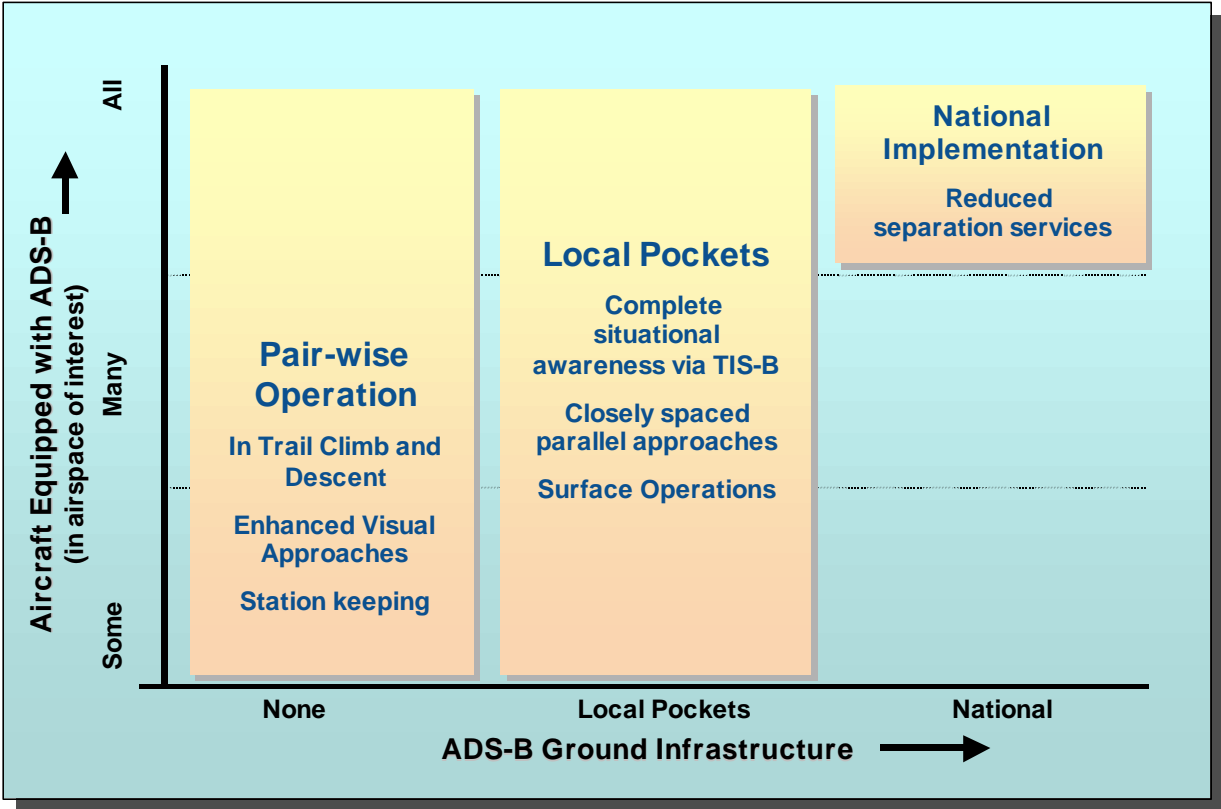 Aircraft Equipped with ADS-B
(in airspace of interest)
All
Many
Some
Pair-wise
Operation
In Trail Climb and
Descent
Enhanced Visual
Approaches
Station keeping
Local Pockets
Complete
situational
awareness via TIS-B
Closely spaced
parallel approaches
Surface Operations
National
Implementation
Reduced
separation services
None
Local Pockets
National
ADS-B Ground Infrastructure